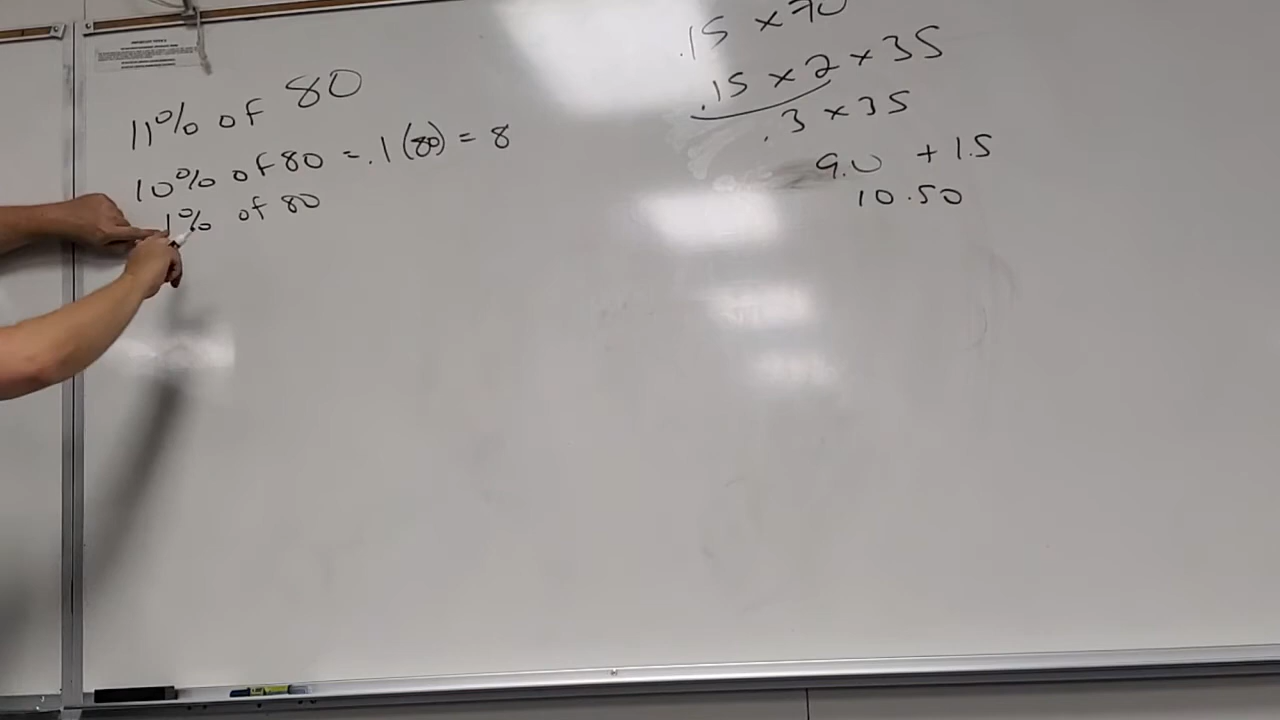 11% of 80
10% of 80 = .1(80) = 8
1% of 80
.15 x 70
.15 x 2 x 35
.3 x 35
9.0 + 1.5
10.50